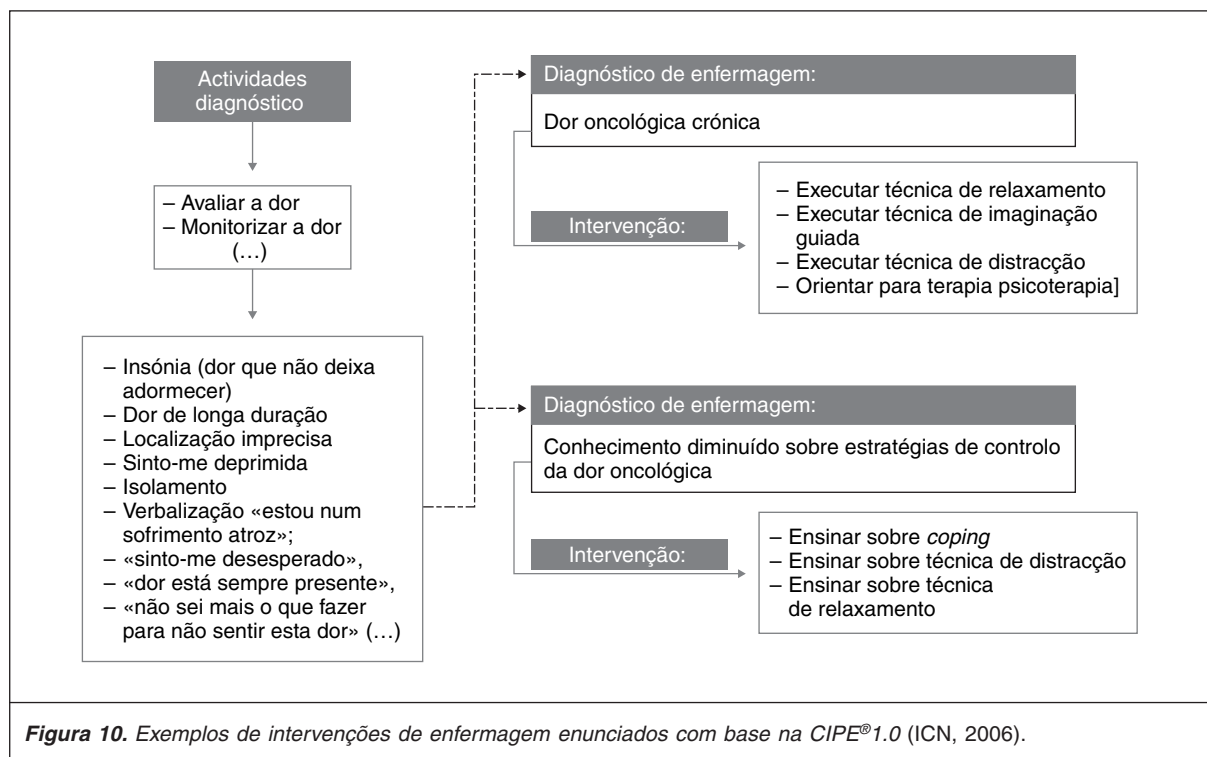 Actividades
diagnóstico
– Avaliar a dor
– Monitorizar a dor
(…)
– Insónia (dor que não deixa
adormecer)
– Dor de longa duração
– Localização imprecisa
– Sinto-me deprimida
– Isolamento
– Verbalização «estou num
sofrimento atroz»;
– «sinto-me desesperado»,
– «dor está sempre presente»,
– «não sei mais o que fazer
para não sentir esta dor» (…)
Diagnóstico de enfermagem:
Dor oncológica crónica
Intervenção:
– Executar técnica de relaxamento
– Executar técnica de imaginação
guiada
– Executar técnica de distracção
– Orientar para terapia psicoterapia]
Diagnóstico de enfermagem:
Conhecimento diminuído sobre estratégias de controlo
da dor oncológica
Intervenção:
– Ensinar sobre coping
– Ensinar sobre técnica de distracção
– Ensinar sobre técnica
de relaxamento
Figura 10. Exemplos de intervenções de enfermagem enunciados com base na CIPE®1.0 (ICN, 2006).